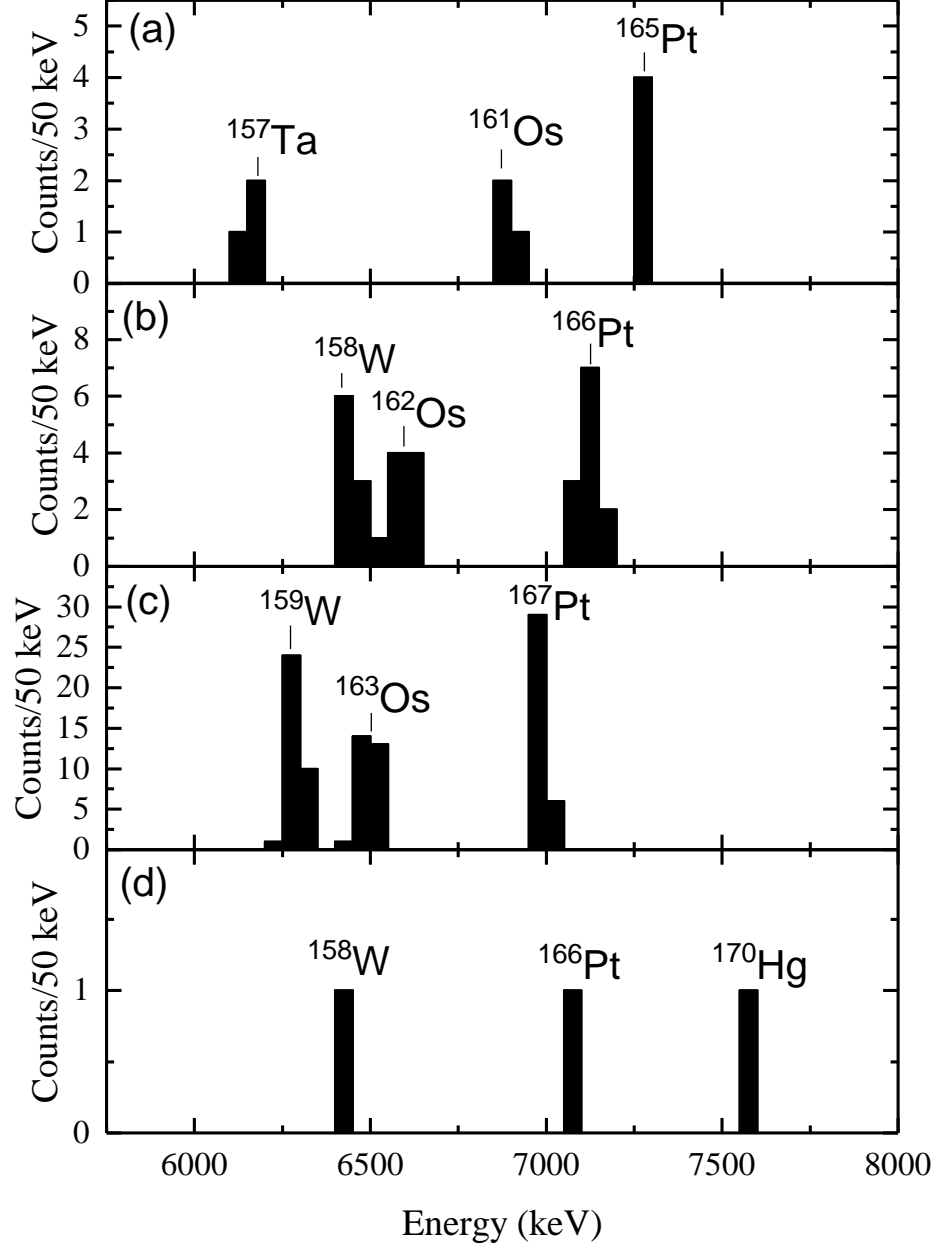 (a)
165Pt
157Ta
161Os
Counts/50 keV
5
4
3
2
1
0
(b)
166Pt
158W
162Os
Counts/50 keV
8
6
4
2
0
(c)
159W
167Pt
163Os
Counts/50 keV
30
25
20
15
10
5
0
(d)
158W
166Pt
170Hg
Counts/50 keV
1
0
6000 6500 7000 7500 8000
Energy (keV)